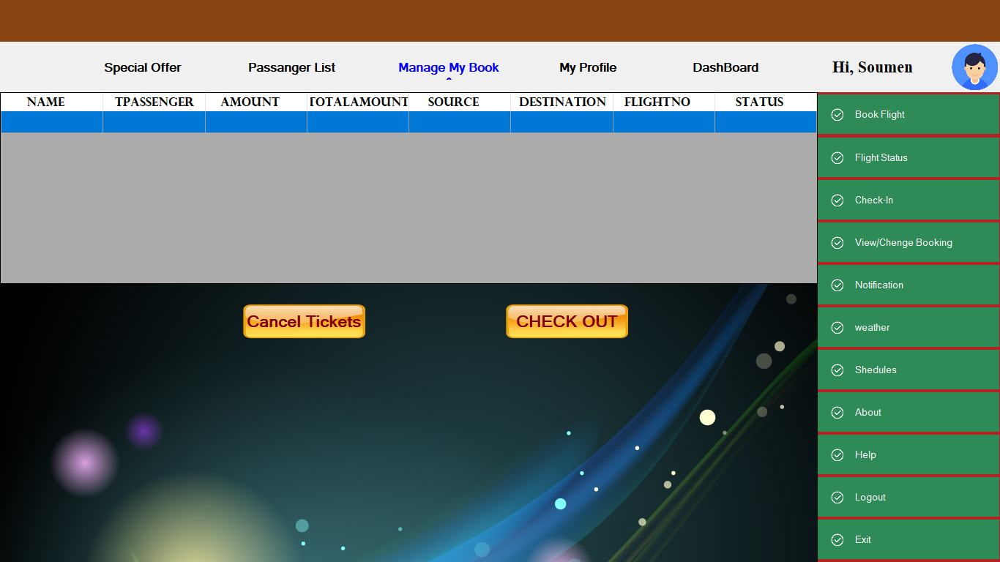 Special Offer Passanger List Manage My Book My Profile DashBoard Hi, Soumen
NAME TPASSENGER AMOUNT TOTALAMOUNT SOURCE DESTINATION FLIGHTNO STATUS
Book Flight
Flight Status
Check-In
View/Chenge Booking
Notification
Cancel Tickets CHECK OUT
weather
Shedules
About
Help
Logout
Exit